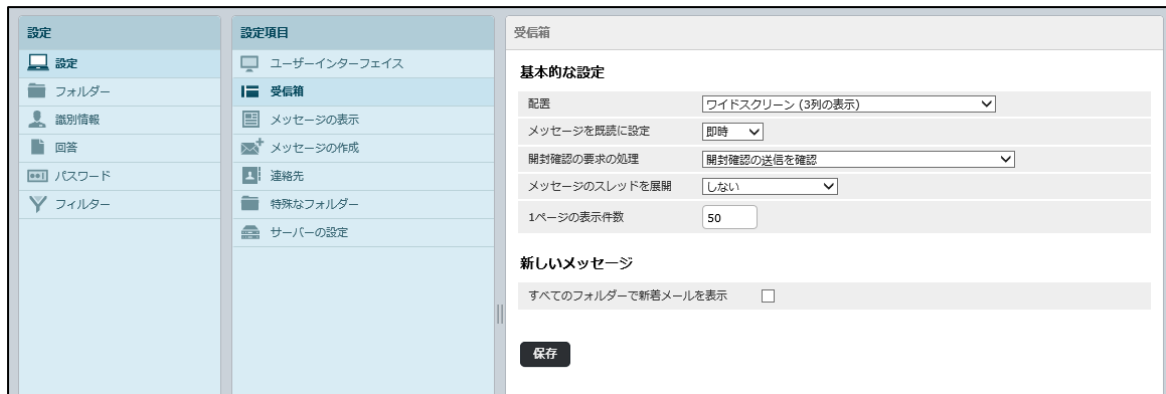 設定
設定
フォルダー
識別情報
回答
パスワード
フィルター
設定項目
ユーザーインターフェイス
受信箱
メッセージの表示
メッセージの作成
連絡先
特殊なフォルダー
サーバーの設定
受信箱
基本的な設定
配置 ワイドスクリーン (3列の表示)
メッセージを既読に設定 即時
開封確認の要求の処理 開封確認の送信を確認
メッセージのスレッドを展開 しない
1ページの表示件数 50
新しいメッセージ
すべてのフォルダーで新着メールを表示
保存